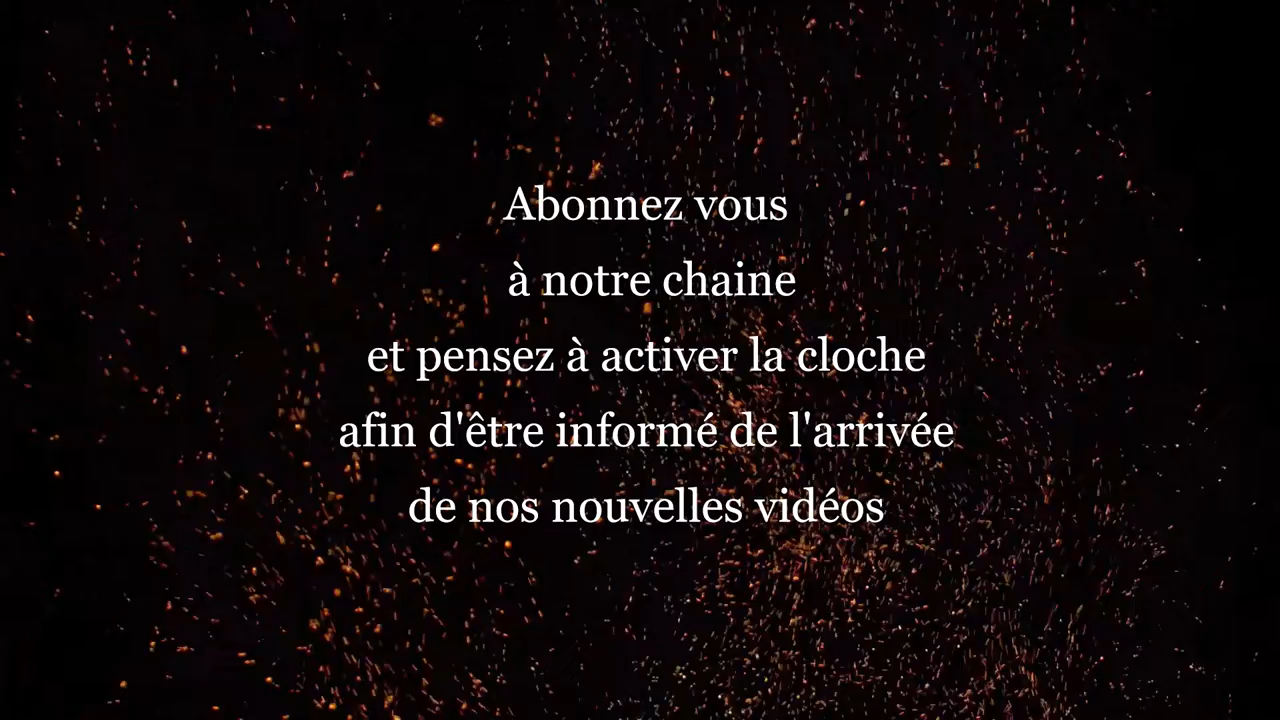 Abonnez vous
à notre chaine
et pensez à activer la cloche
afin d'être informé de l'arrivée
de nos nouvelles vidéos